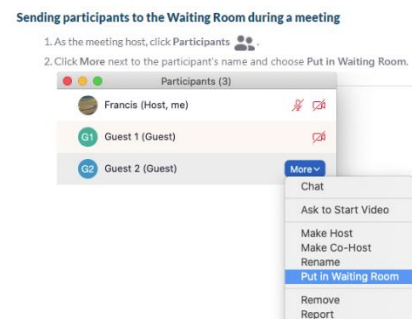 Sending participants to the Waiting Room during a meeting
1. As the meeting host, click Participants .
2. Click More next to the participant's name and choose Put in Waiting Room.
Participants (3)
Francis (Host, me)
G1 Guest 1 (Guest)
G2 Guest 2 (Guest) More
Chat
Ask to Start Video
Make Host
Make Co-Host
Rename
Put in Waiting Room
Remove
Report